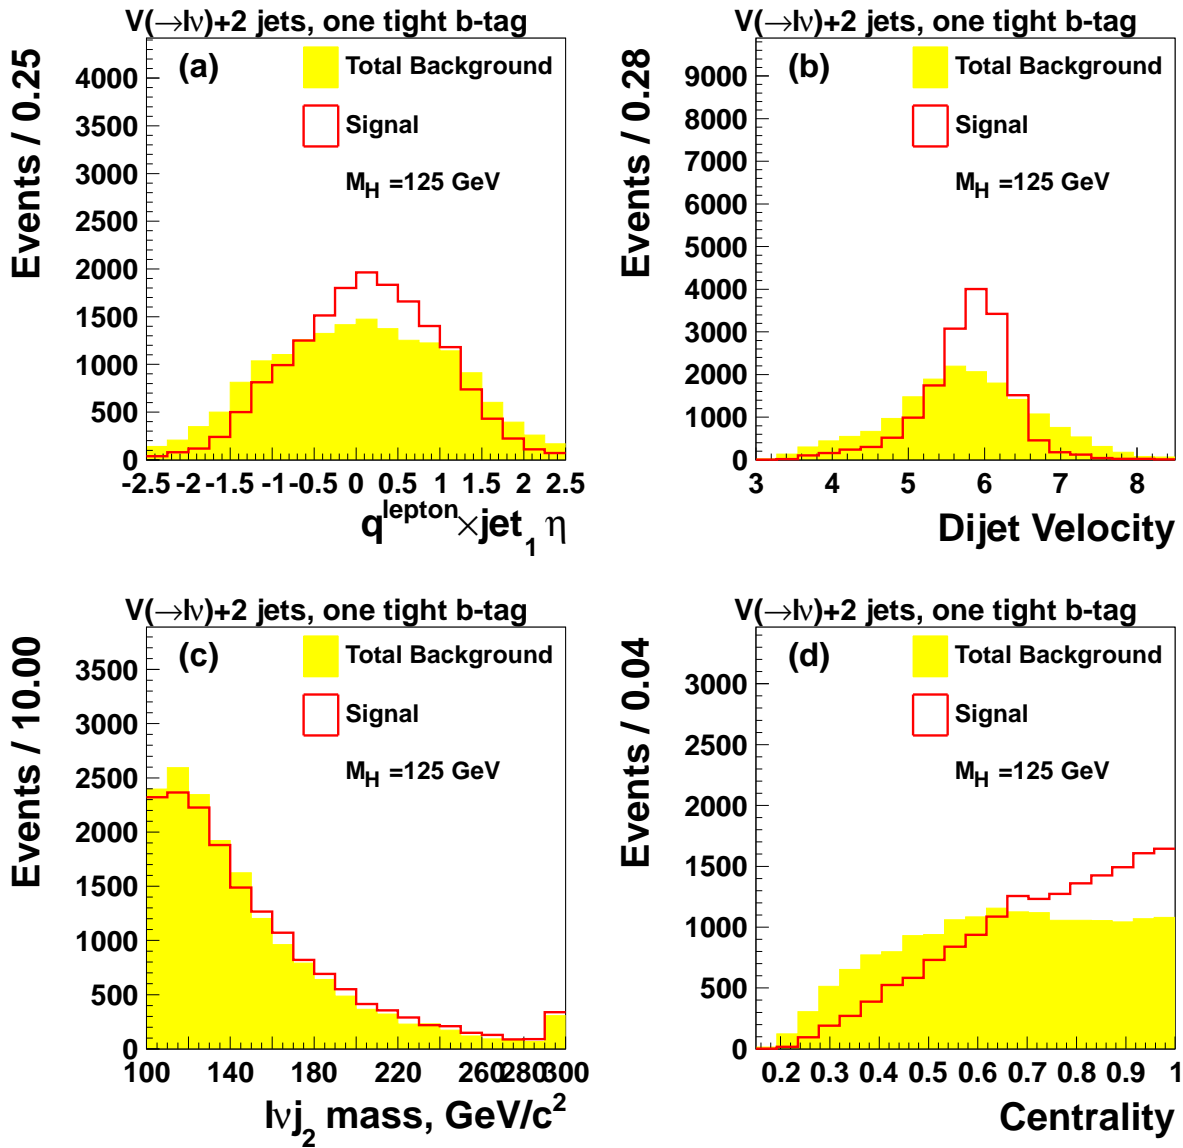 V(→lν)+2 jets, one tight b-tag
(a)
Total Background
Signal
M_H =125 GeV
Events / 0.25
4000
3500
3000
2500
2000
1500
1000
500
0
-2.5 -2 -1.5 -1 -0.5 0 0.5 1 1.5 2 2.5
q^lepton×jet_1 η
V(→lν)+2 jets, one tight b-tag
(b)
Total Background
Signal
M_H =125 GeV
Events / 0.28
9000
8000
7000
6000
5000
4000
3000
2000
1000
0
3 4 5 6 7 8
Dijet Velocity
V(→lν)+2 jets, one tight b-tag
(c)
Total Background
Signal
M_H =125 GeV
Events / 10.00
3500
3000
2500
2000
1500
1000
500
0
100 140 180 220 260 280 300
lνj_2 mass, GeV/c^2
V(→lν)+2 jets, one tight b-tag
(d)
Total Background
Signal
M_H =125 GeV
Events / 0.04
3000
2500
2000
1500
1000
500
0
0.2 0.3 0.4 0.5 0.6 0.7 0.8 0.9 1
Centrality